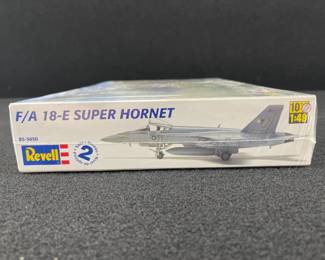 F/A 18-E SUPER HORNET
85-5850
Revell
2
10+
1:48